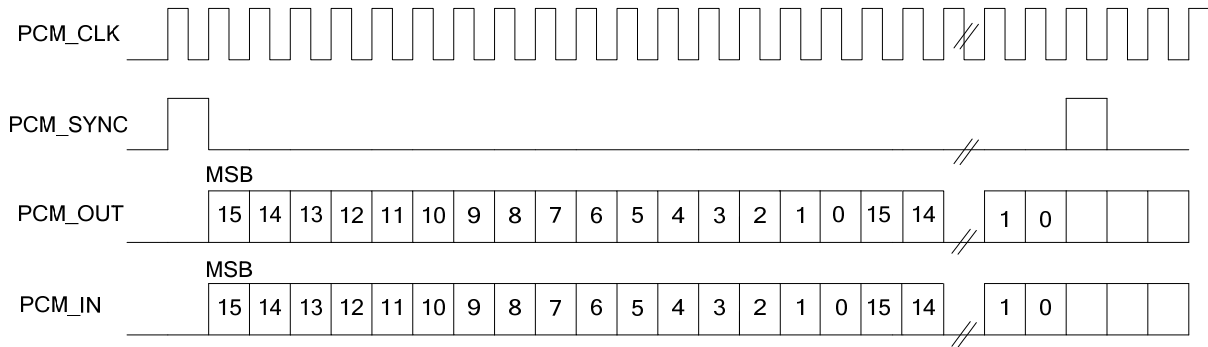 PCM_CLK
PCM_SYNC
MSB
PCM_OUT 15 14 13 12 11 10 9 8 7 6 5 4 3 2 1 0 15 14 1 0
MSB
PCM_IN 15 14 13 12 11 10 9 8 7 6 5 4 3 2 1 0 15 14 1 0